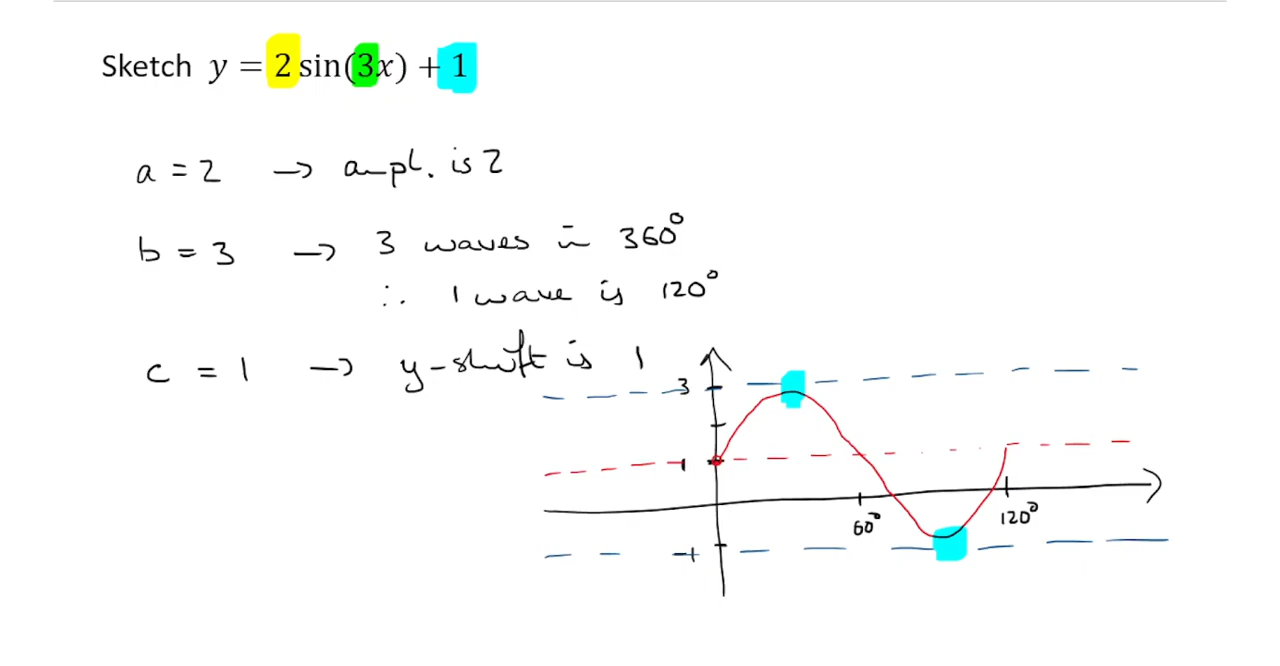 Sketch y = 2 sin(3x) + 1
a = 2 → ampl. is 2
b = 3 → 3 waves in 360°
∴ 1 wave is 120°
c = 1 → y-shift is 1
3
1
60°
120°
-1